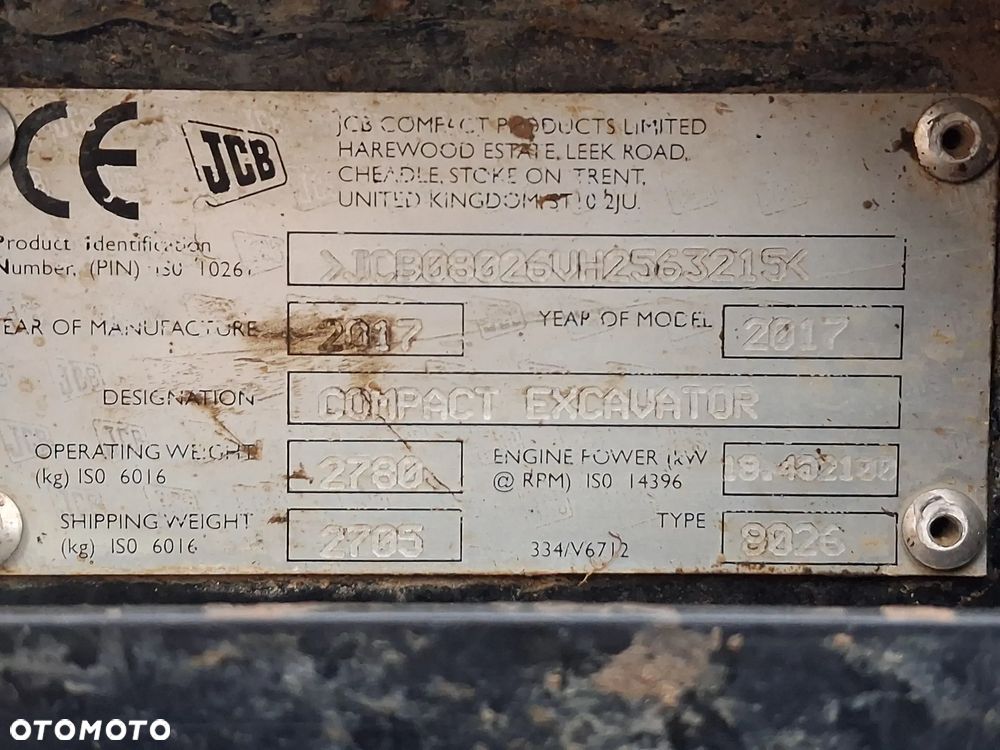 CE
JCB
JCB COMPACT PRODUCTS LIMITED
HAREWOOD ESTATE, LEEK ROAD,
CHEADLE, STOKE ON TRENT,
UNITED KINGDOM ST10 2JU.
Product Identification
Number, (PIN) ISO 10261
>JCB08026VH2563215<
YEAR OF MANUFACTURE 2017 YEAR OF MODEL 2017
DESIGNATION COMPACT EXCAVATOR
OPERATING WEIGHT 2780 ENGINE POWER (kW
(kg) ISO 6016 @ RPM) ISO 14396
SHIPPING WEIGHT 2705 TYPE 8026
(kg) ISO 6016 334/V6712
OTOMOTO